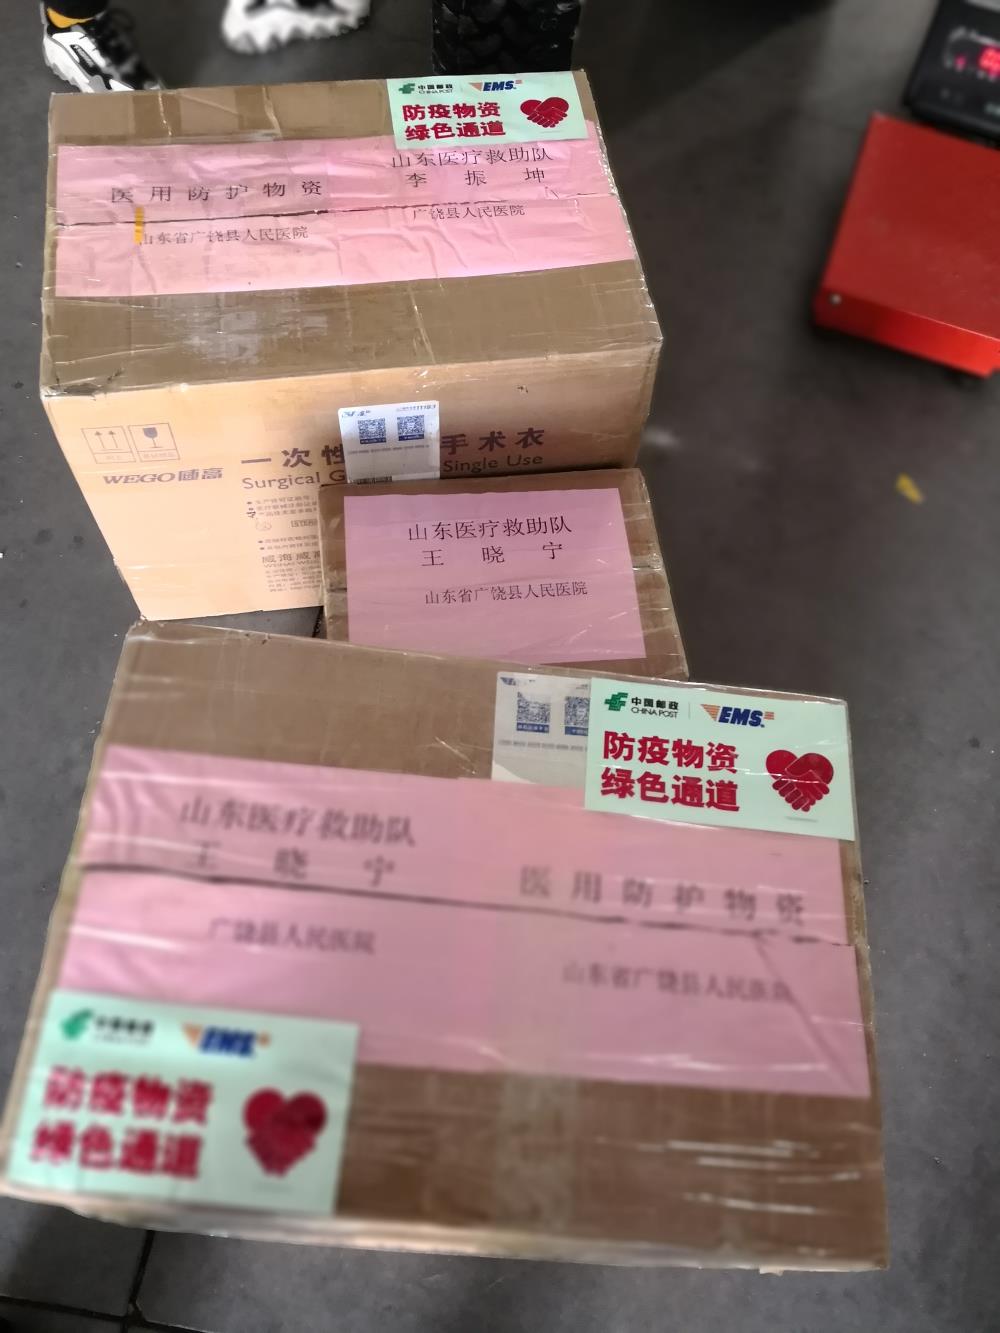 中国邮政
CHINA POST
EMS
防疫物资
绿色通道
山东医疗救助队
李 振 坤
医 用 防 护 物 资
广饶县人民医院
山东省广饶县人民医院
WEGO 威高
一次性 手术衣
Surgical G Single Use
山东医疗救助队
王 晓 宁
山东省广饶县人民医院
中国邮政
CHINA POST
EMS
防疫物资
绿色通道
山东医疗救助队
王 晓 宁
医 用 防 护 物 资
广饶县人民医院
山东省广饶县人民医院
中国邮政
EMS
防疫物资
绿色通道